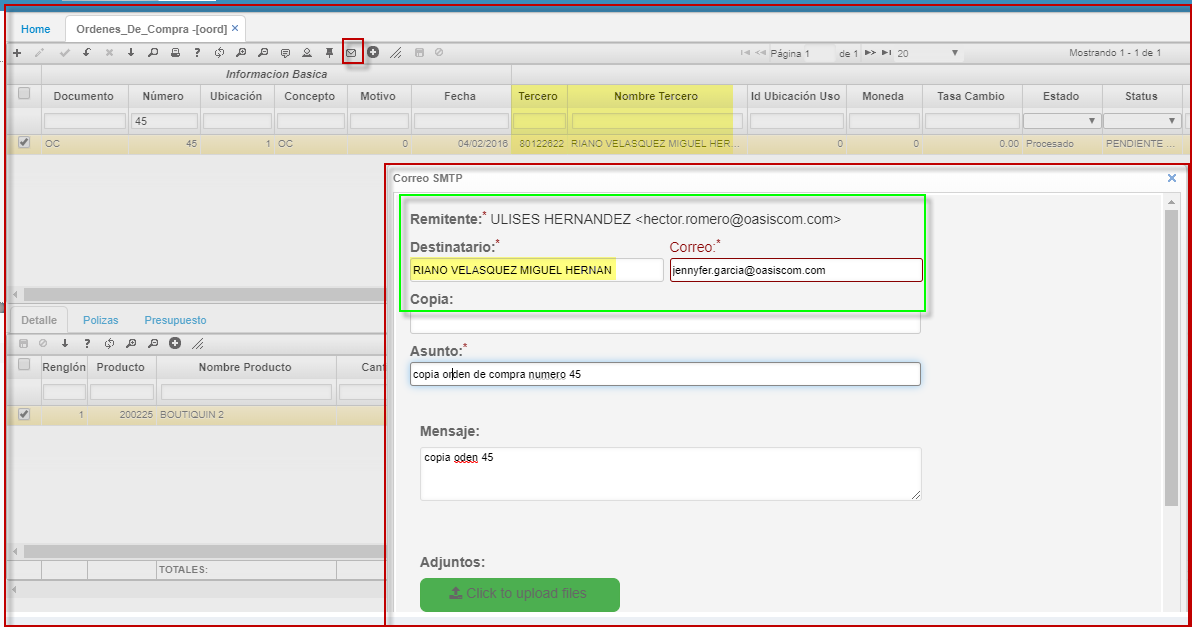 Home
Ordenes_De_Compra -[oord] ×
Página 1 de 1 20 Mostrando 1 - 1 de 1
Informacion Basica
Documento Número Ubicación Concepto Motivo Fecha Tercero Nombre Tercero Id Ubicación Uso Moneda Tasa Cambio Estado Status
45
OC 45 1 OC 0 04/02/2016 80122622 RIANO VELASQUEZ MIGUEL HER... 0 0 0.00 Procesado PENDIENTE ...
Correo SMTP
Remitente:* ULISES HERNANDEZ <hector.romero@oasiscom.com>
Destinatario:* Correo:*
RIANO VELASQUEZ MIGUEL HERNAN jennyfer.garcia@oasiscom.com
Copia:
Asunto:*
copia orden de compra numero 45
Mensaje:
copia oden 45
Adjuntos:
Click to upload files
Detalle Polizas Presupuesto
Renglón Producto Nombre Producto Cant
1 200225 BOUTIQUIN 2
TOTALES: